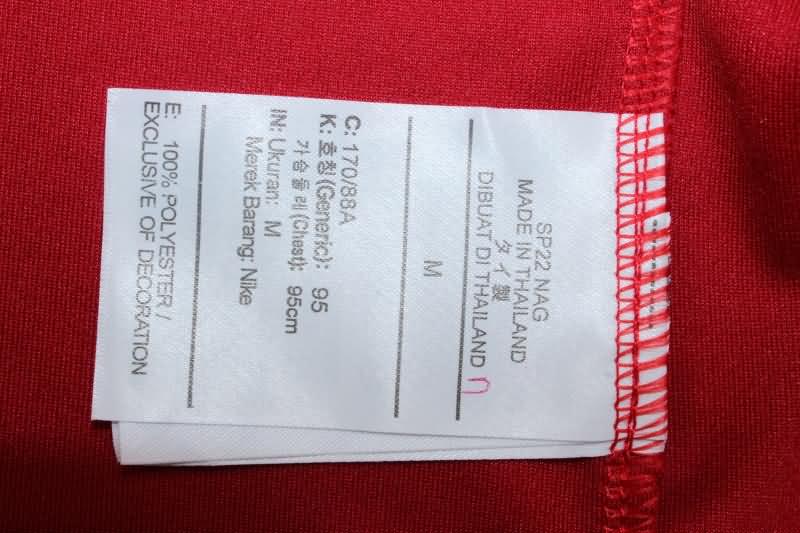 SP22 NAG
MADE IN THAILAND
タイ製
DIBUAT DI THAILAND
M
C: 170/88A
K: 호칭 (Generic): 95
가슴둘레 (Chest): 95cm
IN: Ukuran: M
Merek Barang: Nike
E: 100% POLYESTER /
EXCLUSIVE OF DECORATION